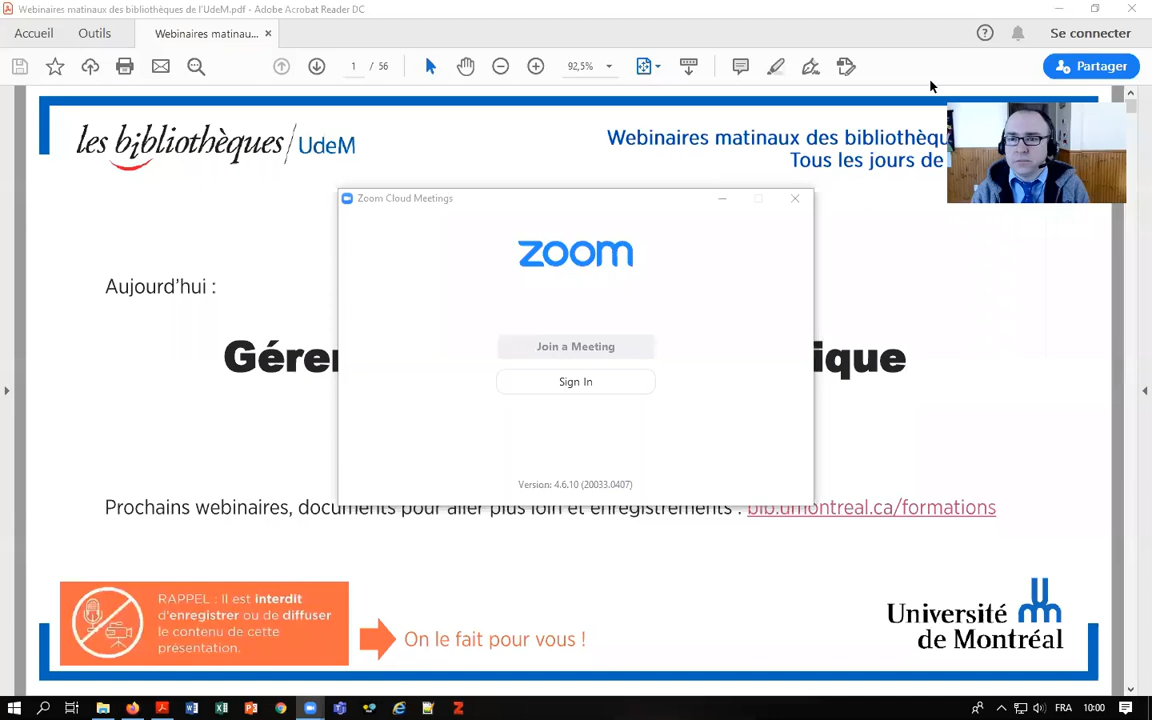 Webinaires matinaux des bibliothèques de l'UdeM.pdf - Adobe Acrobat Reader DC
Accueil
Outils
Webinaires matinau...
Se connecter
1 / 56
92,5%
Partager
les bibliothèques/UdeM
Webinaires matinaux des
Tous les jours de
Zoom Cloud Meetings
zoom
Aujourd'hui :
Join a Meeting
Sign In
Version: 4.6.10 (20033.0407)
Prochains webinaires, documents pour aller plus loin et enregistrements : bib.umontreal.ca/formations
RAPPEL : Il est interdit
d'enregistrer ou de diffuser
le contenu de cette
présentation.
On le fait pour vous !
Université
de Montréal
FRA
10:00